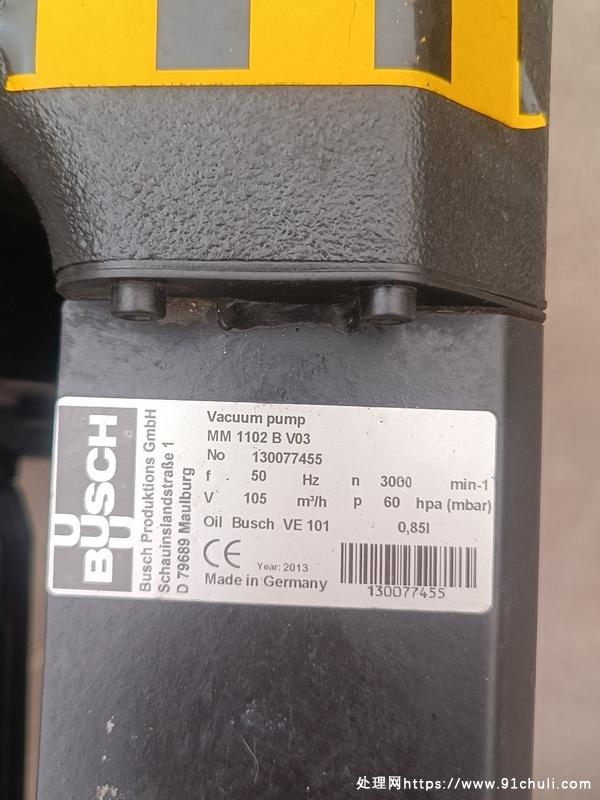 BUSCH
Busch Produktions GmbH
Schauinslandstraße 1
D 79689 Maulburg
Vacuum pump
MM 1102 B V03
No 130077455
f 50 Hz n 3000 min-1
V 105 m³/h p 60 hpa (mbar)
Oil Busch VE 101 0,85l
CE Year: 2013
Made in Germany
130077455
处理网https://www.91chuli.com/